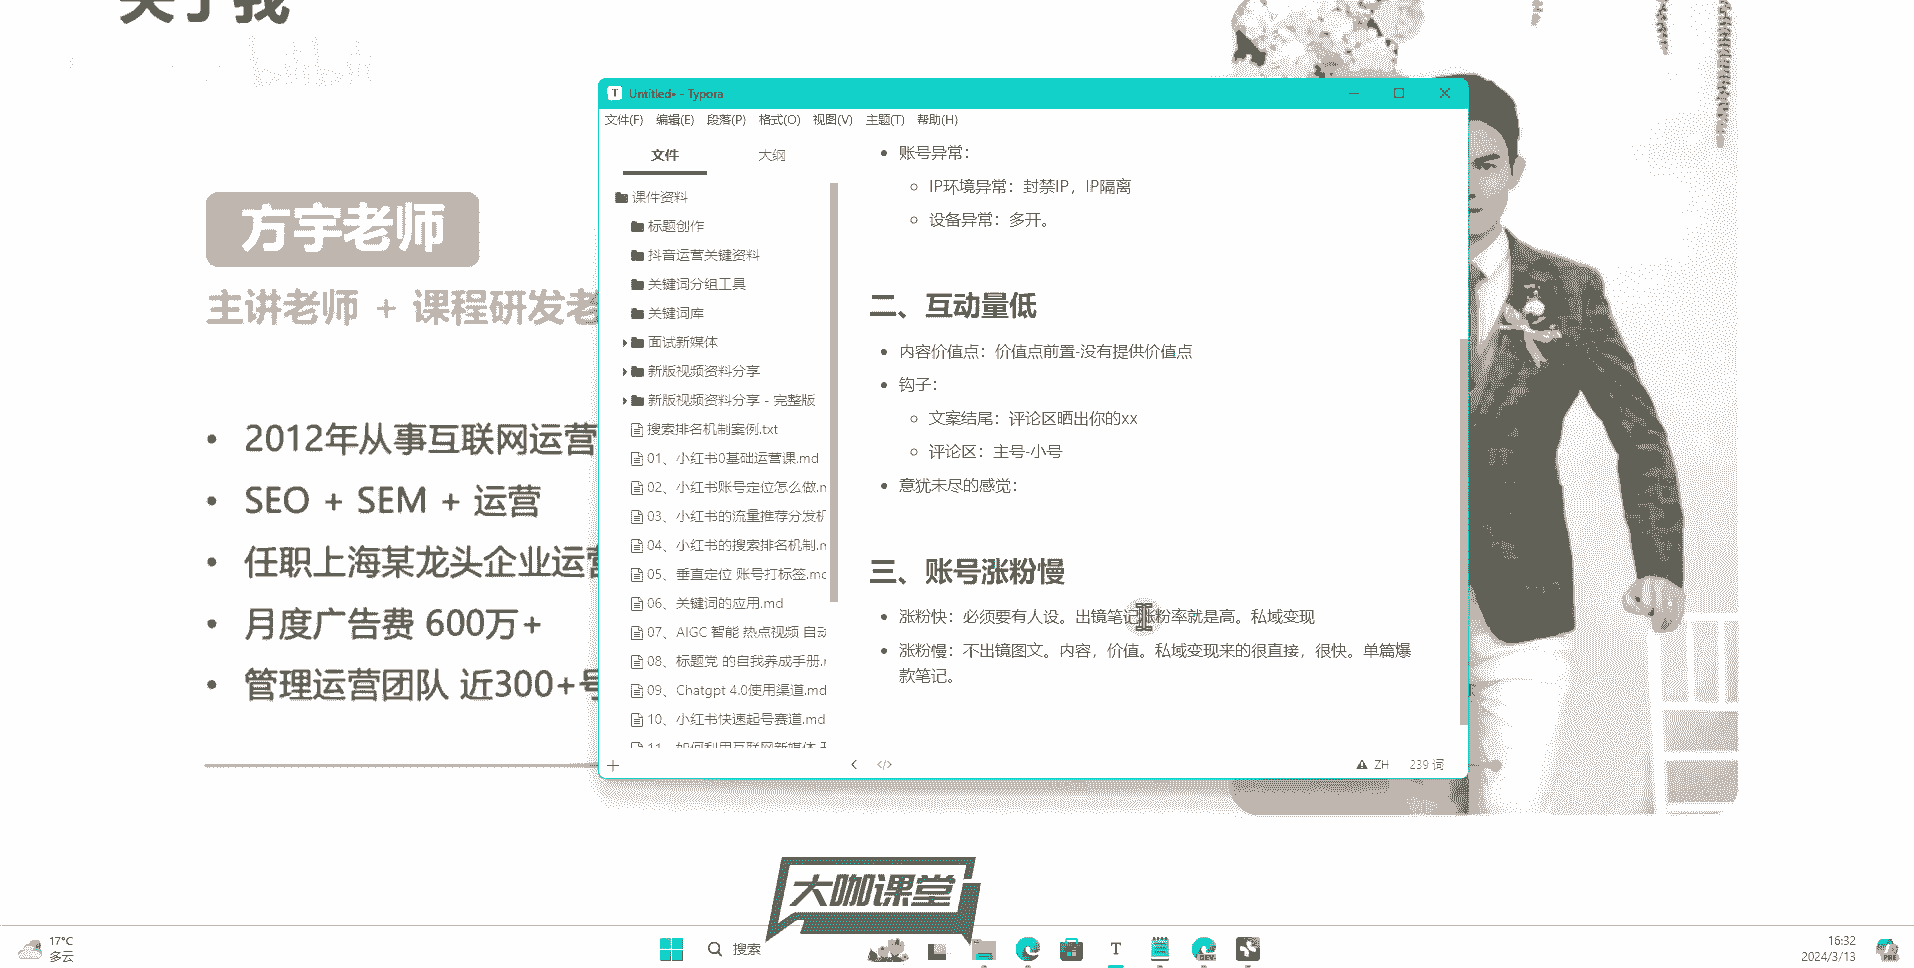 关于我
方宇老师
主讲老师 + 课程研发老
• 2012年从事互联网运营
• SEO + SEM + 运营
• 任职上海某龙头企业运营
• 月度广告费 600万+
• 管理运营团队 近300+号
Untitled• - Typora
文件(F) 编辑(E) 段落(P) 格式(O) 视图(V) 主题(T) 帮助(H)
文件 大纲
课件资料
标题创作
抖音运营关键资料
关键词分组工具
关键词库
面试新媒体
新版视频资料分享
新版视频资料分享 - 完整版
搜索排名机制案例.txt
01、小红书0基础运营课.md
02、小红书账号定位怎么做.m
03、小红书的流量推荐分发机
04、小红书的搜索排名机制.m
05、垂直定位 账号打标签.md
06、关键词的应用.md
07、AIGC 智能 热点视频 自动
08、标题党 的自我养成手册.m
09、Chatgpt 4.0使用渠道.md
10、小红书快速起号赛道.md
11、如何利用互联网新媒体
• 账号异常：
IP环境异常：封禁IP，IP隔离
设备异常：多开。
二、互动量低
• 内容价值点：价值点前置-没有提供价值点
• 钩子：
文案结尾：评论区晒出你的xx
评论区：主号-小号
• 意犹未尽的感觉：
三、账号涨粉慢
• 涨粉快：必须要有人设。出镜笔记涨粉率就是高。私域变现
• 涨粉慢：不出镜图文。内容，价值。私域变现来的很直接，很快。单篇爆
款笔记。
ZH 239 词
大咖课堂
17°C
多云
搜索
T
DEV
16:32
2024/3/13
PRE